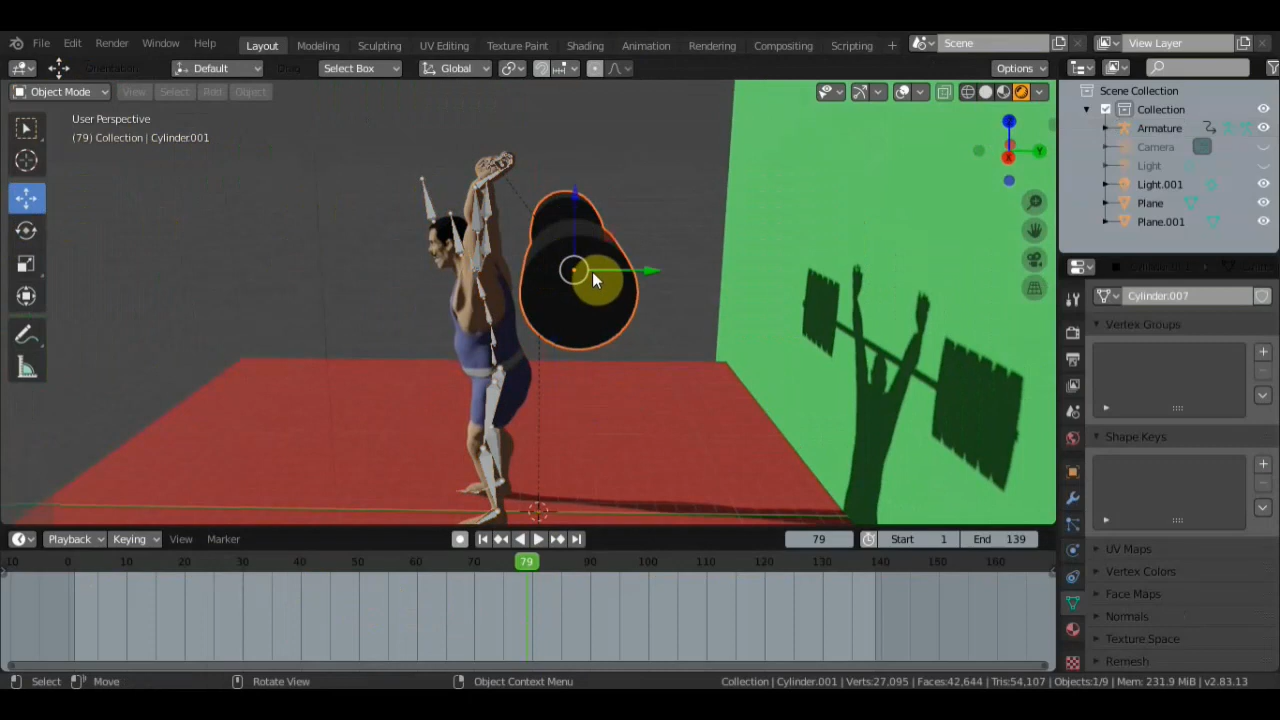 File Edit Render Window Help Layout Modeling Sculpting UV Editing Texture Paint Shading Animation Rendering Compositing Scripting + Scene View Layer
Orientation: Default Drag: Select Box Global Options
Object Mode View Select Add Object
User Perspective
(79) Collection | Cylinder.001
Z
Y
X
Scene Collection
Collection
Armature
Camera
Light
Light.001
Plane
Plane.001
Cylinder.007
Vertex Groups
Shape Keys
UV Maps
Vertex Colors
Face Maps
Normals
Texture Space
Remesh
Playback Keying View Marker 79 Start 1 End 139
0 10 20 30 40 50 60 70 79 90 100 110 120 130 140 150 160
Select Move Rotate View Object Context Menu Collection | Cylinder.001 | Verts:27,095 | Faces:42,644 | Tris:54,107 | Objects:1/9 | Mem: 231.9 MiB | v2.83.13